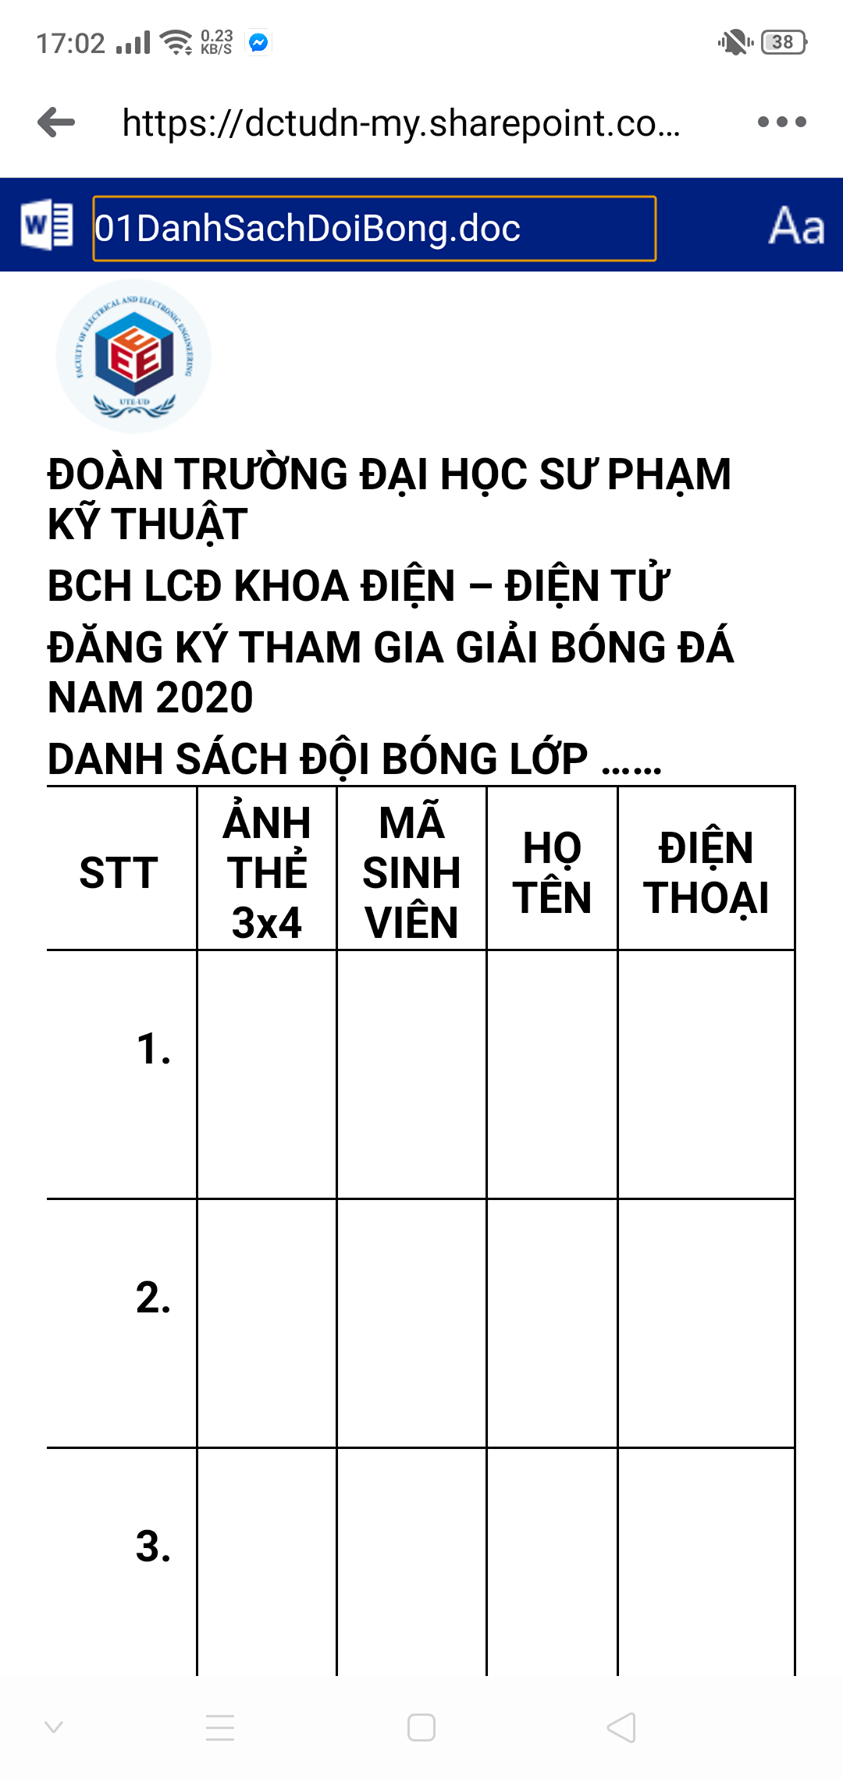 17:02 0.23 KB/S 38
https://dctudn-my.sharepoint.co...
W 01DanhSachDoiBong.doc Aa
FACULTY OF ELECTRICAL AND ELECTRONIC ENGINEERING
EEE
UTE-UD
ĐOÀN TRƯỜNG ĐẠI HỌC SƯ PHẠM
KỸ THUẬT
BCH LCĐ KHOA ĐIỆN – ĐIỆN TỬ
ĐĂNG KÝ THAM GIA GIẢI BÓNG ĐÁ
NAM 2020
DANH SÁCH ĐỘI BÓNG LỚP ......
STT
ẢNH
THẺ
3x4
MÃ
SINH
VIÊN
HỌ
TÊN
ĐIỆN
THOẠI
1.
2.
3.